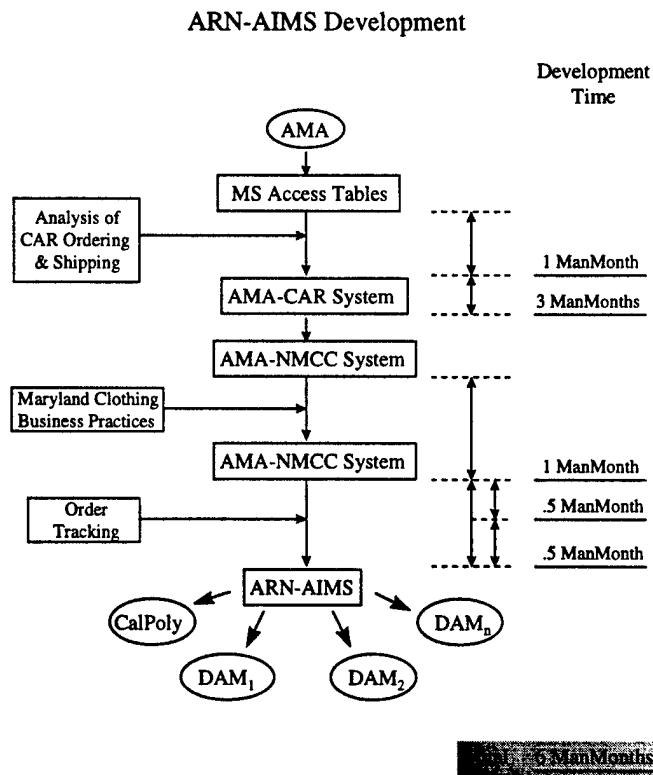 ARN-AIMS Development
Development
Time
AMA
MS Access Tables
Analysis of
CAR Ordering
& Shipping
1 ManMonth
AMA-CAR System
3 ManMonths
AMA-NMCC System
Maryland Clothing
Business Practices
AMA-NMCC System
1 ManMonth
Order
Tracking
.5 ManMonth
.5 ManMonth
ARN-AIMS
CalPoly
DAM₁
DAM₂
DAMₙ
6 ManMonths